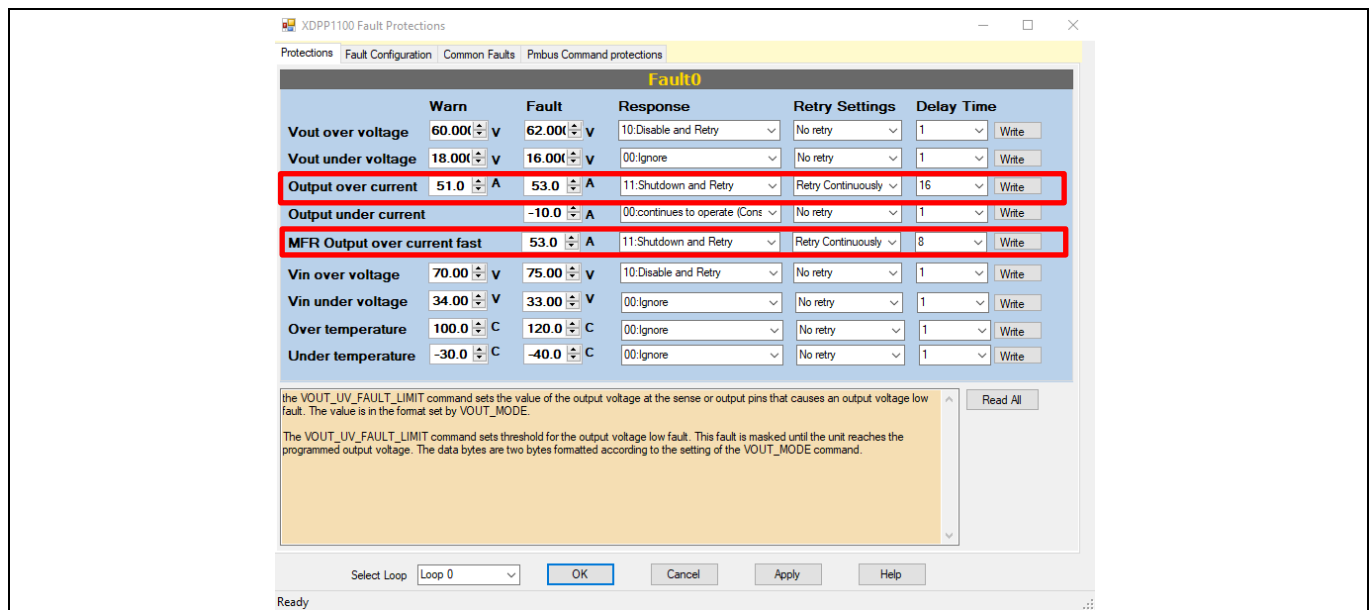 XDPP1100 Fault Protections
Protections Fault Configuration Common Faults Pmbus Command protections
Fault0
Warn Fault Response Retry Settings Delay Time
Vout over voltage 60.000 V 62.000 V 10:Disable and Retry No retry 1 Write
Vout under voltage 18.000 V 16.000 V 00:Ignore No retry 1 Write
Output over current 51.0 A 53.0 A 11:Shutdown and Retry Retry Continuously 16 Write
Output under current -10.0 A 00:continues to operate (Cons No retry 1 Write
MFR Output over current fast 53.0 A 11:Shutdown and Retry Retry Continuously 8 Write
Vin over voltage 70.00 V 75.00 V 10:Disable and Retry No retry 1 Write
Vin under voltage 34.00 V 33.00 V 00:Ignore No retry 1 Write
Over temperature 100.0 C 120.0 C 00:Ignore No retry 1 Write
Under temperature -30.0 C -40.0 C 00:Ignore No retry 1 Write
the VOUT_UV_FAULT_LIMIT command sets the value of the output voltage at the sense or output pins that causes an output voltage low
fault. The value is in the format set by VOUT_MODE.
The VOUT_UV_FAULT_LIMIT command sets threshold for the output voltage low fault. This fault is masked until the unit reaches the
programmed output voltage. The data bytes are two bytes formatted according to the setting of the VOUT_MODE command.
Read All
Select Loop Loop 0 OK Cancel Apply Help
Ready